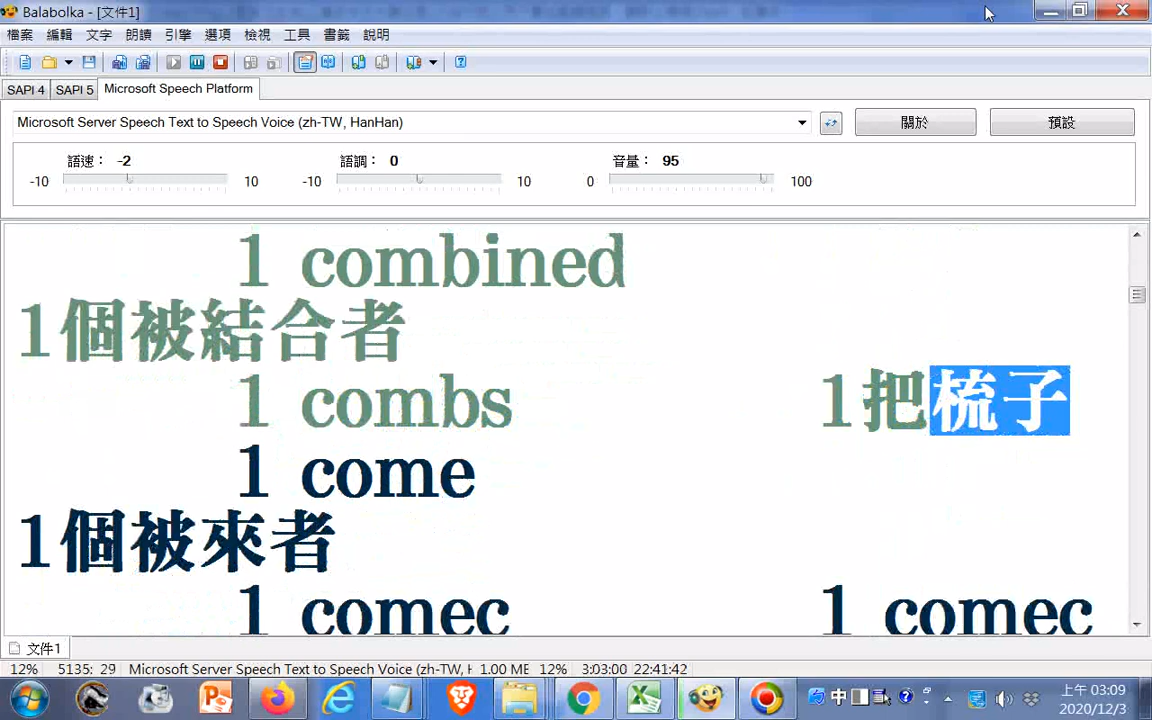 Balabolka - [文件1]
檔案 編輯 文字 朗讀 引擎 選項 檢視 工具 書籤 說明
SAPI 4 SAPI 5 Microsoft Speech Platform
Microsoft Server Speech Text to Speech Voice (zh-TW, HanHan) 關於 預設
語速： -2 語調： 0 音量： 95
-10 10 -10 10 0 100
1 combined
1個被結合者
1 combs 1把梳子
1 come
1個被來者
1 comec 1 comec
文件1
12% 5135: 29 Microsoft Server Speech Text to Speech Voice (zh-TW, H 1.00 ME 12% 3:03:00 22:41:42
中 上午 03:09
2020/12/3